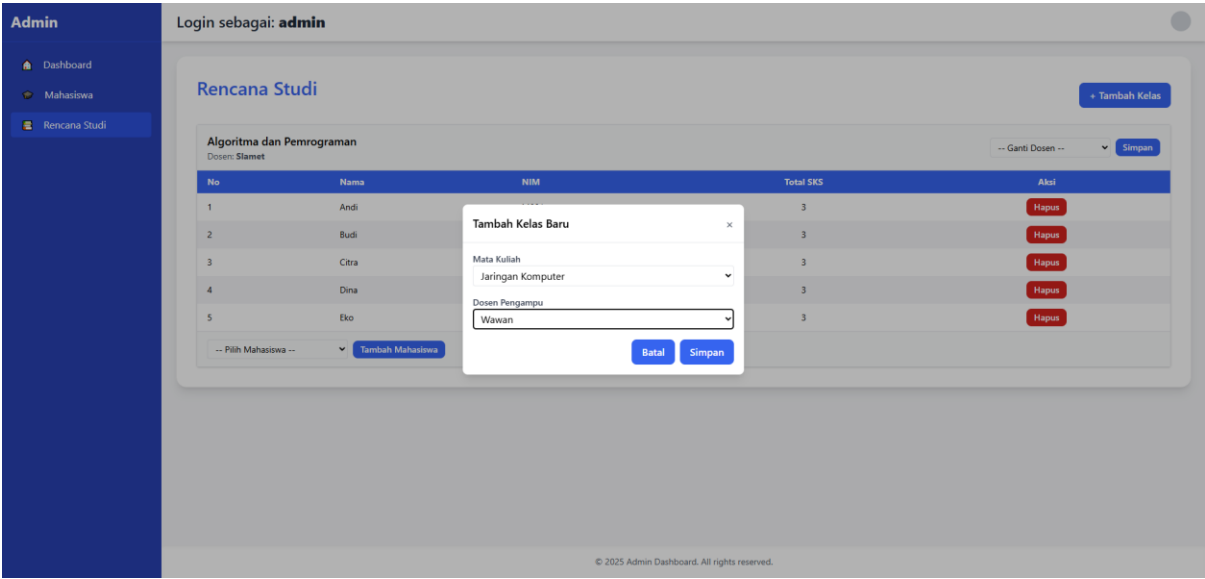 Admin
Login sebagai: admin
Dashboard
Mahasiswa
Rencana Studi
Rencana Studi
+ Tambah Kelas
Algoritma dan Pemrograman
Dosen: Slamet
-- Ganti Dosen --
Simpan
No Nama NIM Total SKS Aksi
1 Andi 3 Hapus
2 Budi 3 Hapus
3 Citra 3 Hapus
4 Dina 3 Hapus
5 Eko 3 Hapus
-- Pilih Mahasiswa --
Tambah Mahasiswa
Tambah Kelas Baru
×
Mata Kuliah
Jaringan Komputer
Dosen Pengampu
Wawan
Batal Simpan
© 2025 Admin Dashboard. All rights reserved.